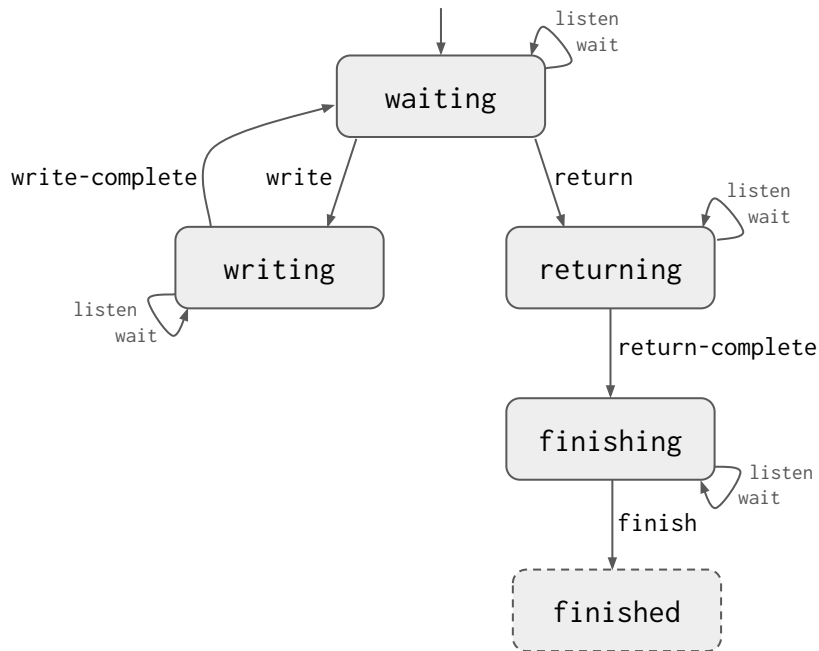 listen
wait
waiting
write-complete
write
return
listen
wait
writing
returning
listen
wait
return-complete
finishing
listen
wait
finish
finished